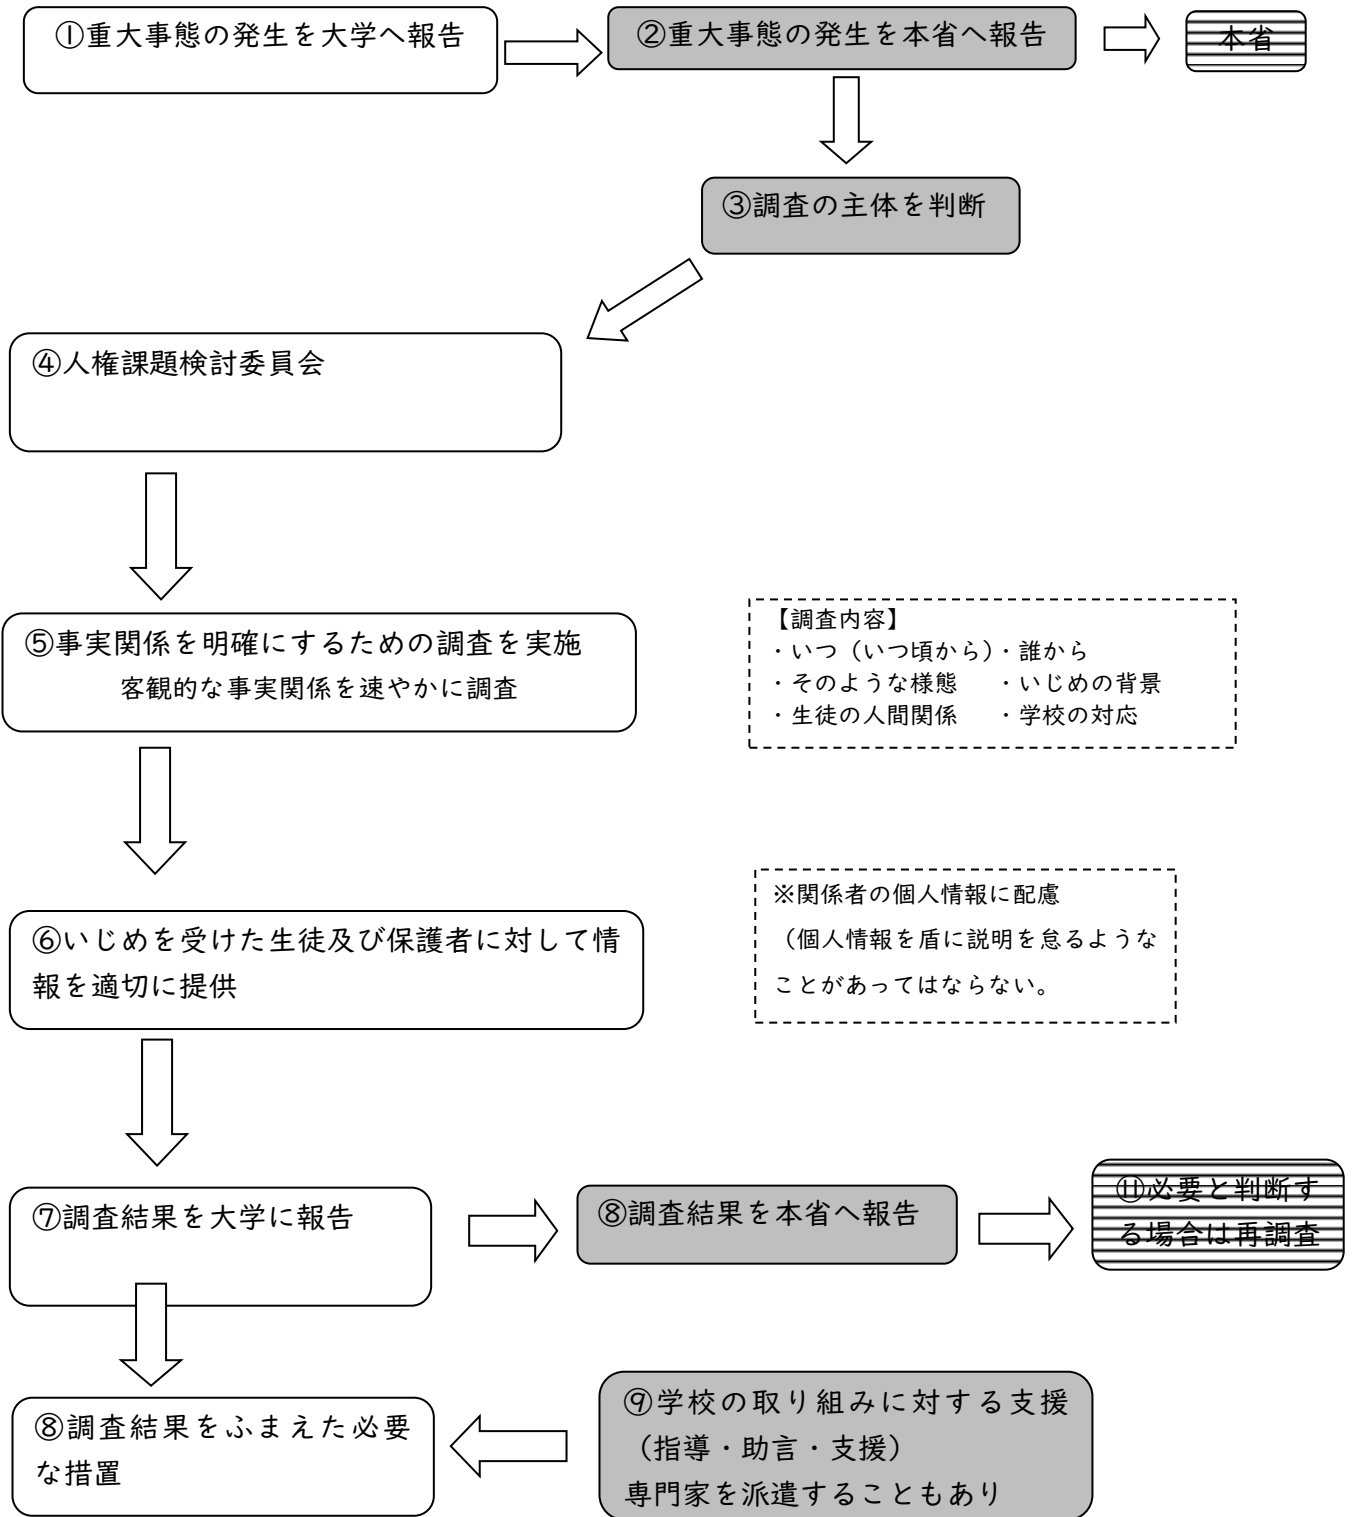 ①重大事態の発生を大学へ報告
②重大事態の発生を本省へ報告
本省
③調査の主体を判断
④人権課題検討委員会
⑤事実関係を明確にするための調査を実施
客観的な事実関係を速やかに調査
【調査内容】
・いつ（いつ頃から）・誰から
・そのような様態　・いじめの背景
・生徒の人間関係　・学校の対応
⑥いじめを受けた生徒及び保護者に対して情
報を適切に提供
※関係者の個人情報に配慮
（個人情報を盾に説明を怠るような
ことがあってはならない。
⑦調査結果を大学に報告
⑧調査結果を本省へ報告
⑪必要と判断す
る場合は再調査
⑧調査結果をふまえた必要
な措置
⑨学校の取り組みに対する支援
（指導・助言・支援）
専門家を派遣することもあり